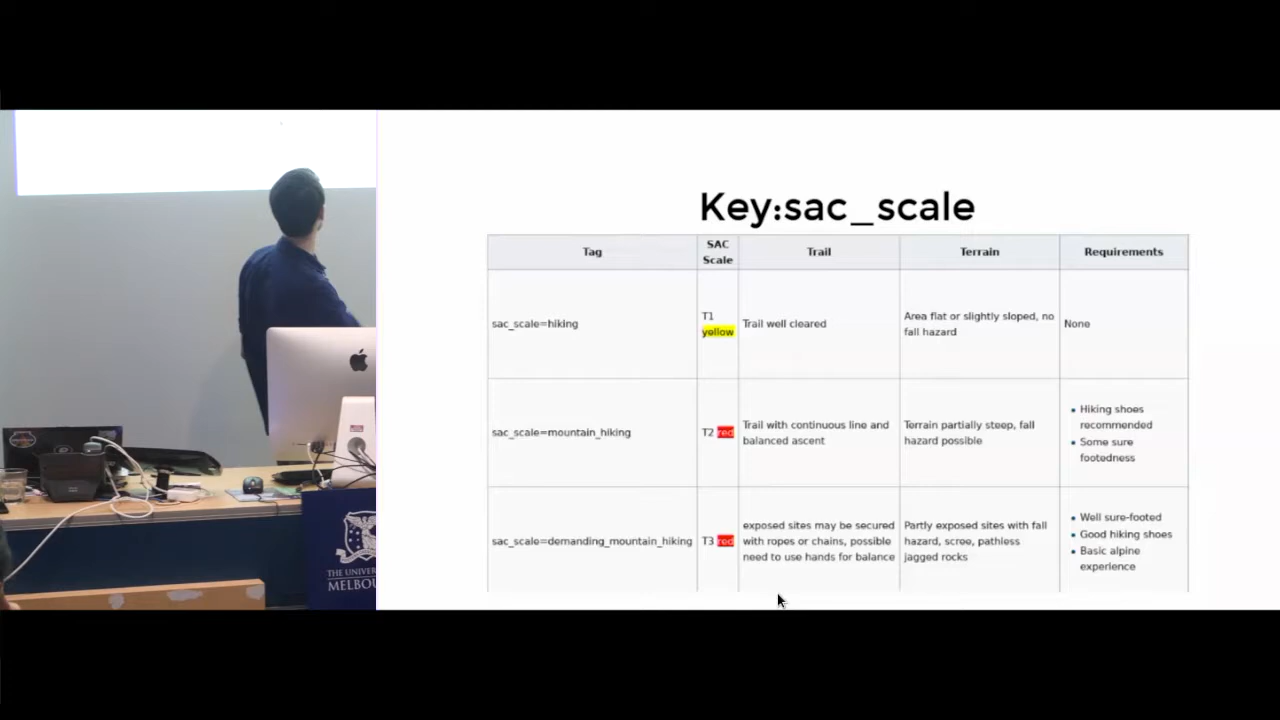 Key:sac_scale
Tag
SAC
Scale
Trail
Terrain
Requirements
sac_scale=hiking
T1
yellow
Trail well cleared
Area flat or slightly sloped, no
fall hazard
None
sac_scale=mountain_hiking
T2 red
Trail with continuous line and
balanced ascent
Terrain partially steep, fall
hazard possible
Hiking shoes
recommended
Some sure
footedness
sac_scale=demanding_mountain_hiking
T3 red
exposed sites may be secured
with ropes or chains, possible
need to use hands for balance
Partly exposed sites with fall
hazard, scree, pathless
jagged rocks
Well sure-footed
Good hiking shoes
Basic alpine
experience
THE UNIVER
MELBOU